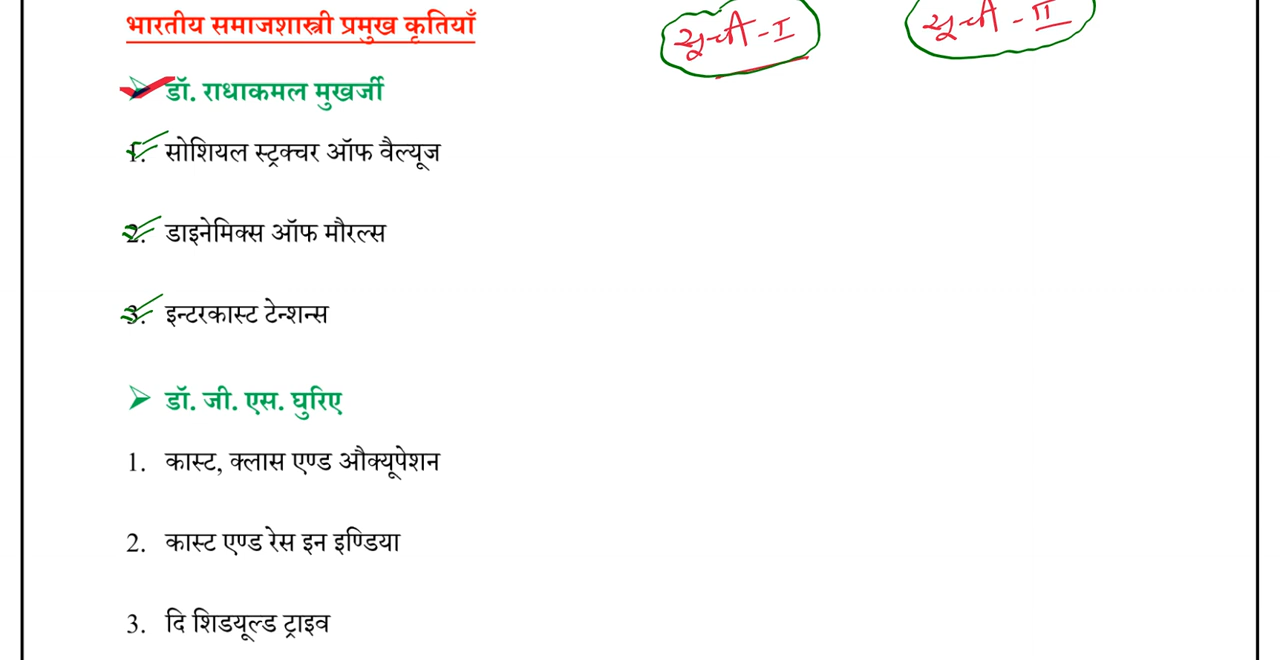 भारतीय समाजशास्त्री प्रमुख कृतियाँ
सूची - I
सूची - II
डॉ. राधाकमल मुखर्जी
1. सोशियल स्ट्रक्चर ऑफ वैल्यूज
2. डाइनेमिक्स ऑफ मौरल्स
3. इन्टरकास्ट टेन्शन्स
डॉ. जी. एस. घुरिए
1. कास्ट, क्लास एण्ड औक्यूपेशन
2. कास्ट एण्ड रेस इन इण्डिया
3. दि शिडयूल्ड ट्राइव